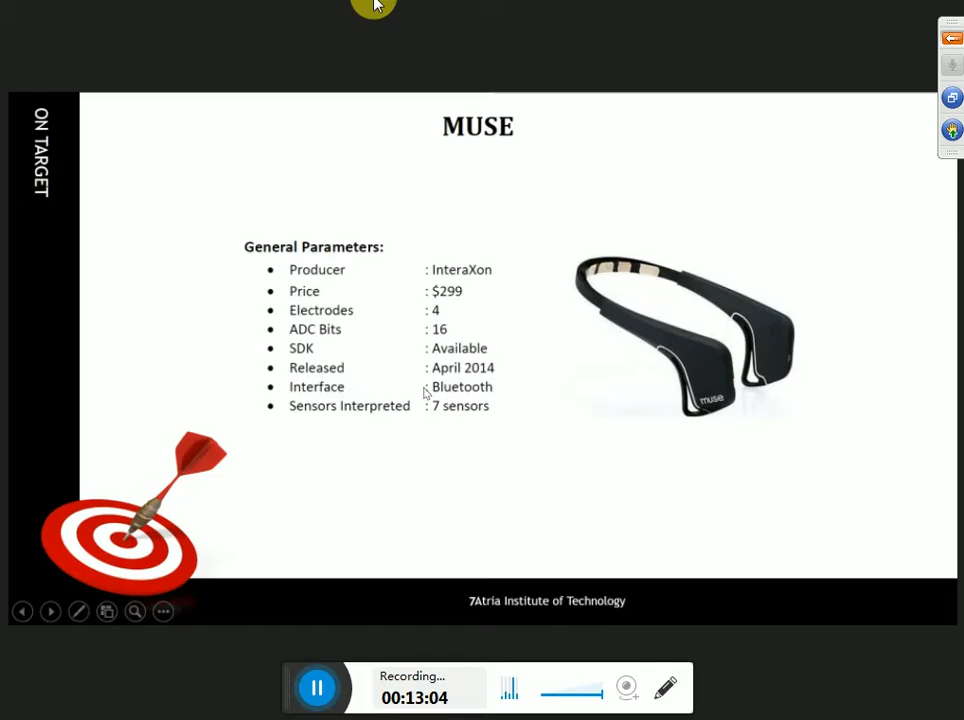 ON TARGET
MUSE
General Parameters:
• Producer : InteraXon
• Price : $299
• Electrodes : 4
• ADC Bits : 16
• SDK : Available
• Released : April 2014
• Interface : Bluetooth
• Sensors Interpreted : 7 sensors
muse
7Atria Institute of Technology
Recording...
00:13:04